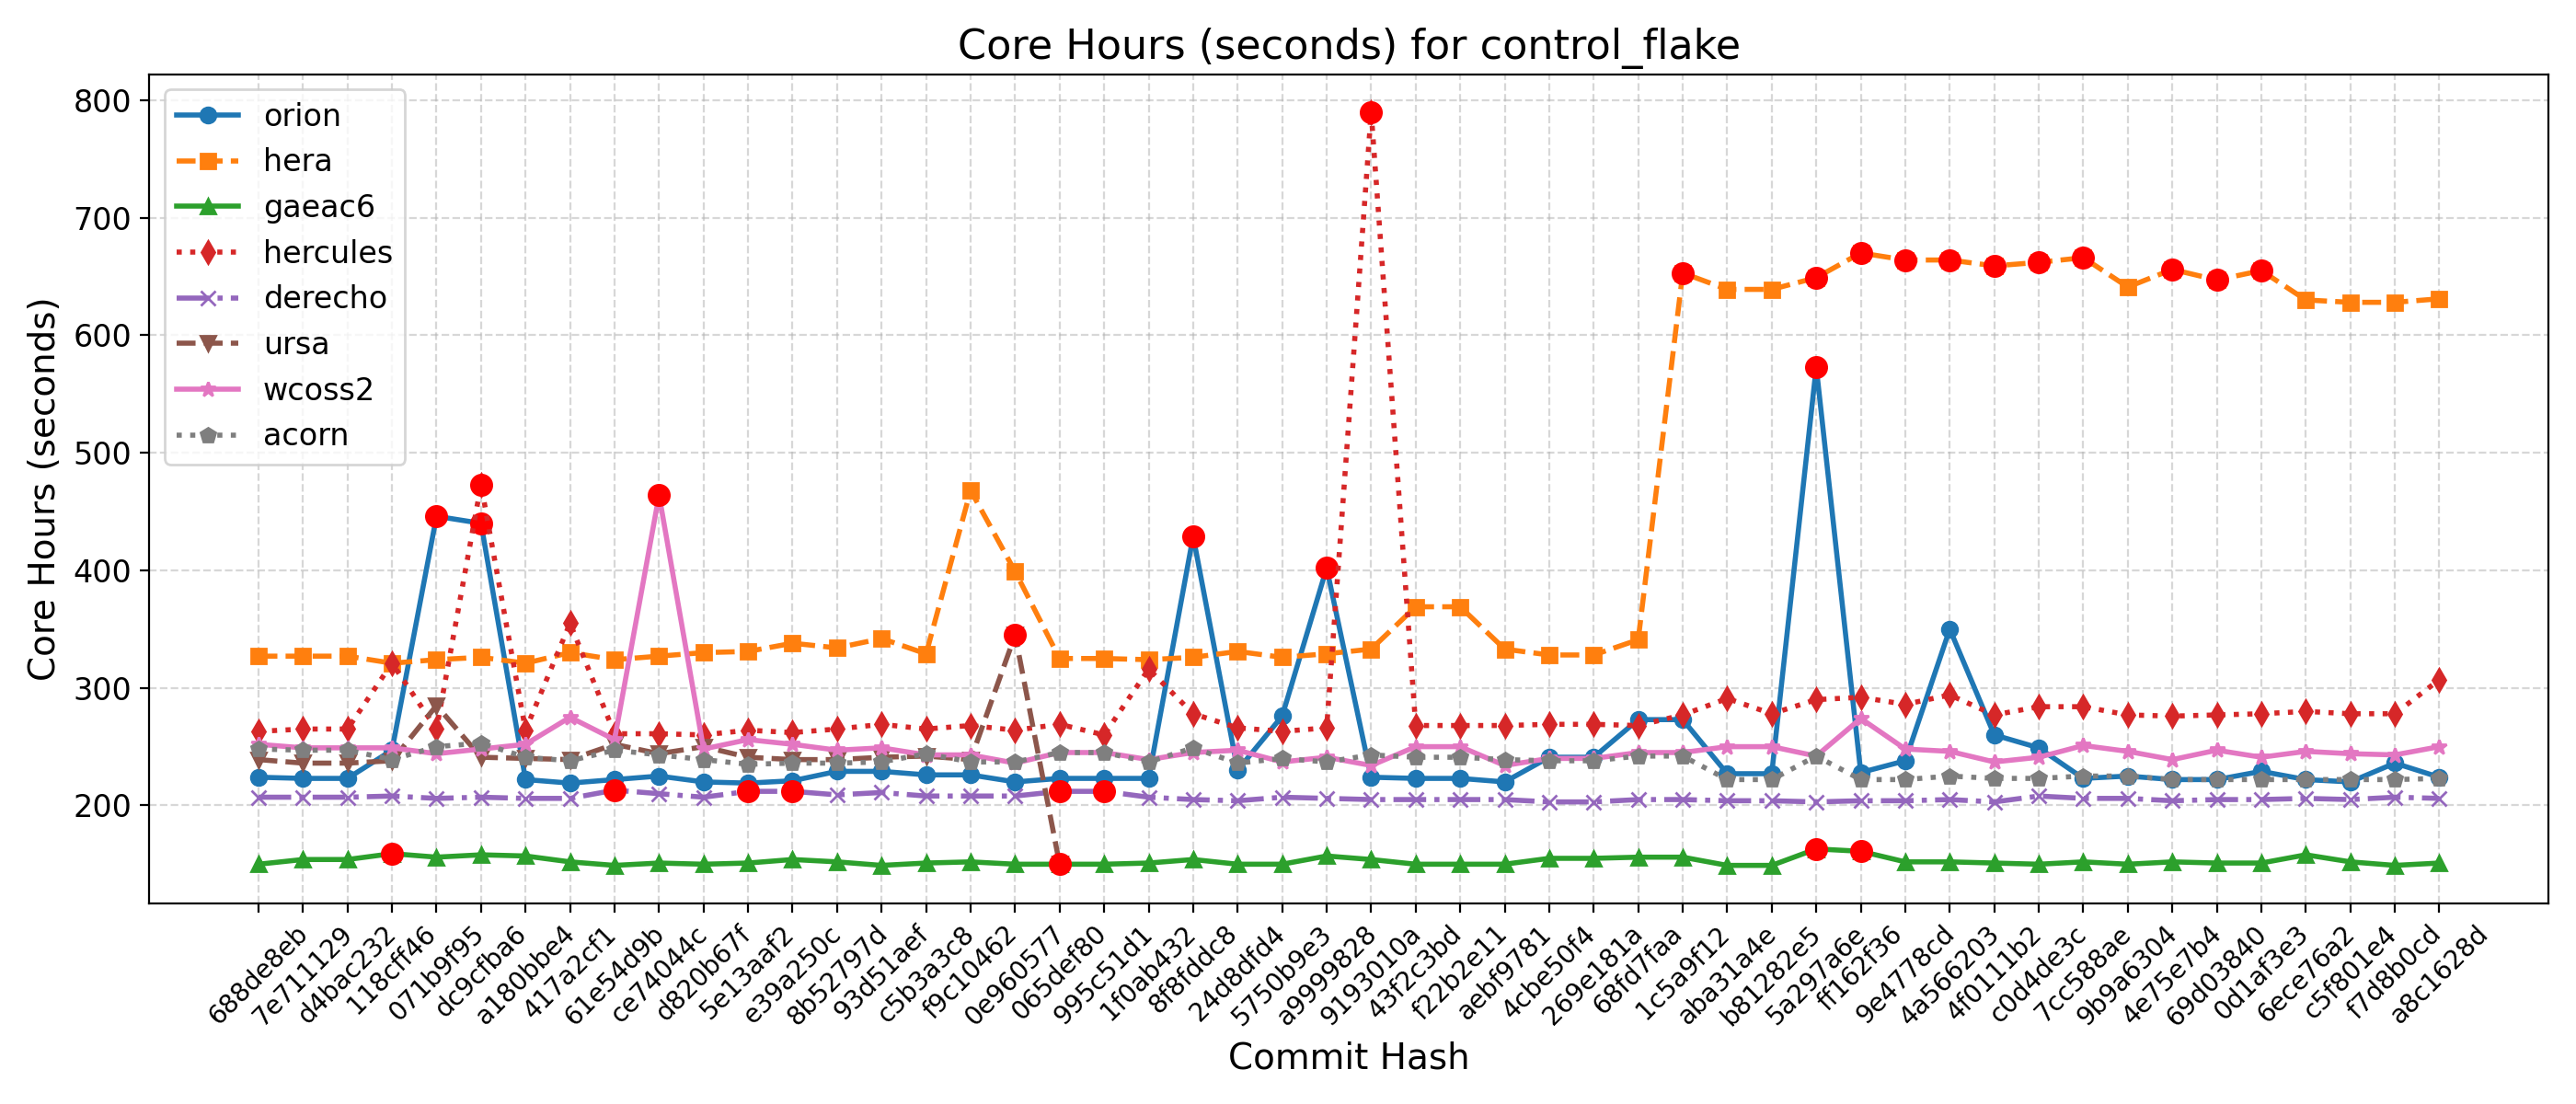 Core Hours (seconds) for control_flake
Core Hours (seconds)
800
700
600
500
400
300
200
orion
hera
gaeac6
hercules
derecho
ursa
wcoss2
acorn
688de8eb
7e711129
d4bac232
118cff46
071b9f95
dc9cfba6
a180bbe4
417a2cf1
61e54d9b
ce74044c
d820b67f
5e13aaf2
e39a250c
8b52797d
93d51aef
c5b3a3c8
f9c10462
0e960577
065def80
995c51d1
1f0ab432
8f8fddc8
24d8dfd4
5750b9e3
a9999828
9193010a
43f2c3bd
f22b2e11
aebf9781
4cbe50f4
269e181a
68fd7faa
1c5a9f12
aba31a4e
b81282e5
5a297a6e
ff162f36
9e4778cd
4a566203
4f0111b2
c0d4de3c
7cc588ae
9b9a6304
4e75e7b4
69d03840
0d1af3e3
6ece76a2
c5f801e4
f7d8b0cd
a8c1628d
Commit Hash